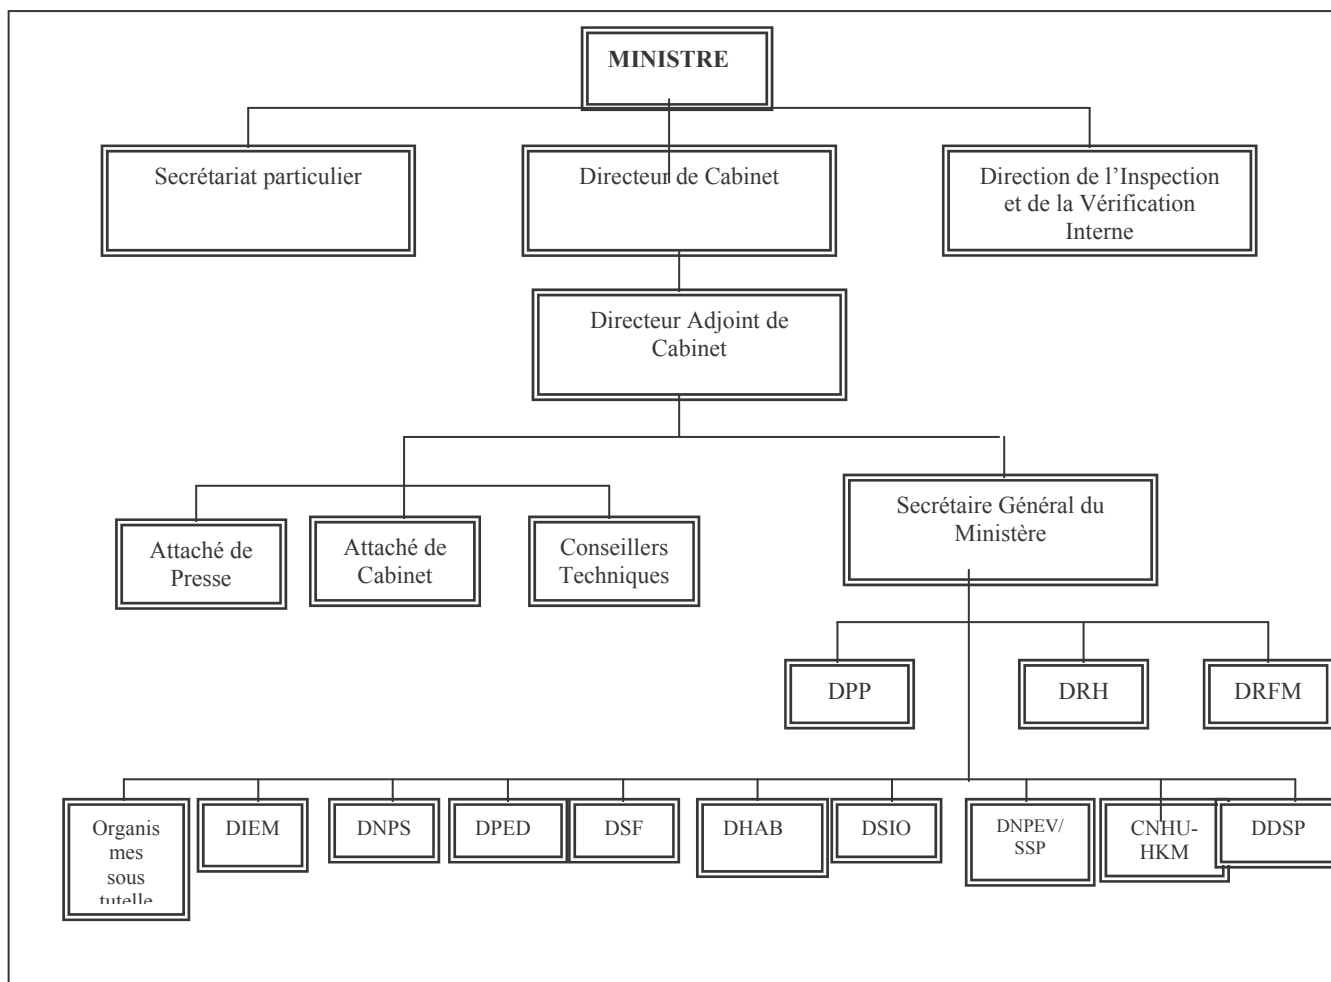 MINISTRE
Secrétariat particulier
Directeur de Cabinet
Direction de l’Inspection
et de la Vérification
Interne
Directeur Adjoint de
Cabinet
Secrétaire Général du
Ministère
Attaché de
Presse
Attaché de
Cabinet
Conseillers
Techniques
DPP
DRH
DRFM
Organis
mes
sous
tutelle
DIEM
DNPS
DPED
DSF
DHAB
DSIO
DNPEV/
SSP
CNHU-
HKM
DDSP